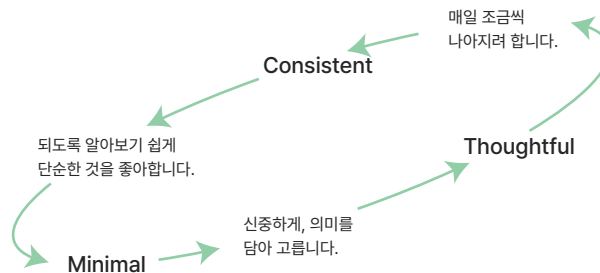 매일 조금씩
나아지려 합니다.
Consistent
되도록 알아보기 쉽게
단순한 것을 좋아합니다.
Thoughtful
신중하게, 의미를
담아 고릅니다.
Minimal